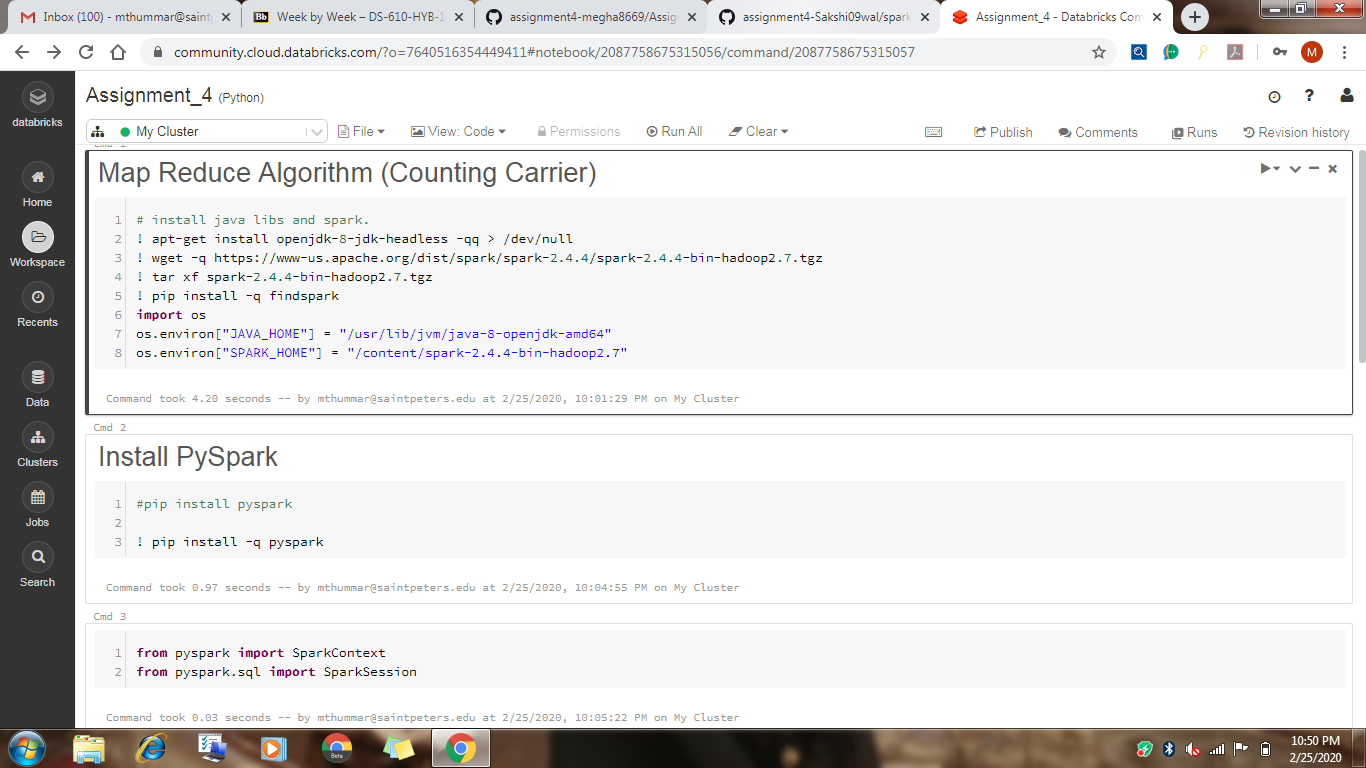 Inbox (100) - mthummar@saint
Week by Week – DS-610-HYB-1
assignment4-megha8669/Assig
assignment4-Sakshi09wal/spark
Assignment_4 - Databricks Com
community.cloud.databricks.com/?o=7640516354449411#notebook/2087758675315056/command/2087758675315057
M
databricks
Home
Workspace
Recents
Data
Clusters
Jobs
Search
Assignment_4 (Python)
My Cluster
File
View: Code
Permissions
Run All
Clear
Publish
Comments
Runs
Revision history
Cmd 1
Map Reduce Algorithm (Counting Carrier)
1 # install java libs and spark.
2 ! apt-get install openjdk-8-jdk-headless -qq > /dev/null
3 ! wget -q https://www-us.apache.org/dist/spark/spark-2.4.4/spark-2.4.4-bin-hadoop2.7.tgz
4 ! tar xf spark-2.4.4-bin-hadoop2.7.tgz
5 ! pip install -q findspark
6 import os
7 os.environ["JAVA_HOME"] = "/usr/lib/jvm/java-8-openjdk-amd64"
8 os.environ["SPARK_HOME"] = "/content/spark-2.4.4-bin-hadoop2.7"
Command took 4.20 seconds -- by mthummar@saintpeters.edu at 2/25/2020, 10:01:29 PM on My Cluster
Cmd 2
Install PySpark
1 #pip install pyspark
2
3 ! pip install -q pyspark
Command took 0.97 seconds -- by mthummar@saintpeters.edu at 2/25/2020, 10:04:55 PM on My Cluster
Cmd 3
1 from pyspark import SparkContext
2 from pyspark.sql import SparkSession
Command took 0.03 seconds -- by mthummar@saintpeters.edu at 2/25/2020, 10:05:22 PM on My Cluster
Beta
10:50 PM
2/25/2020